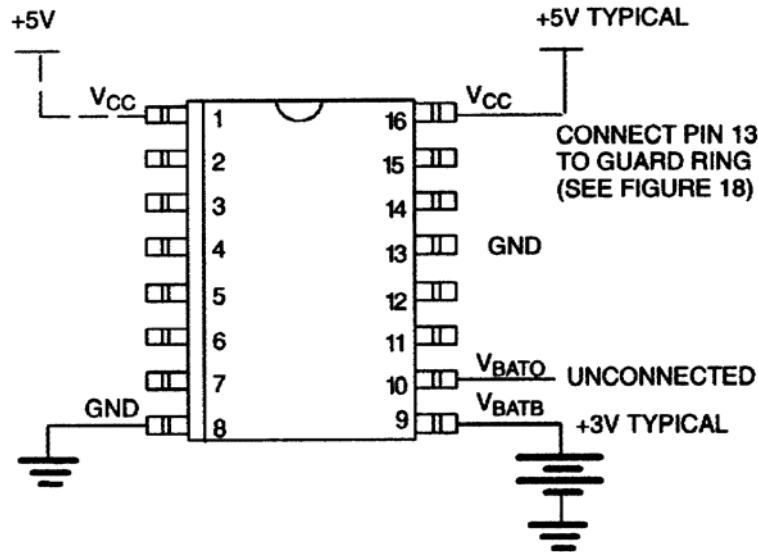 +5V
+5V TYPICAL
VCC
VCC
1
16
CONNECT PIN 13
TO GUARD RING
(SEE FIGURE 18)
2
15
3
14
4
13
GND
5
12
6
11
7
10
VBATO
UNCONNECTED
GND
8
9
VBATB
+3V TYPICAL